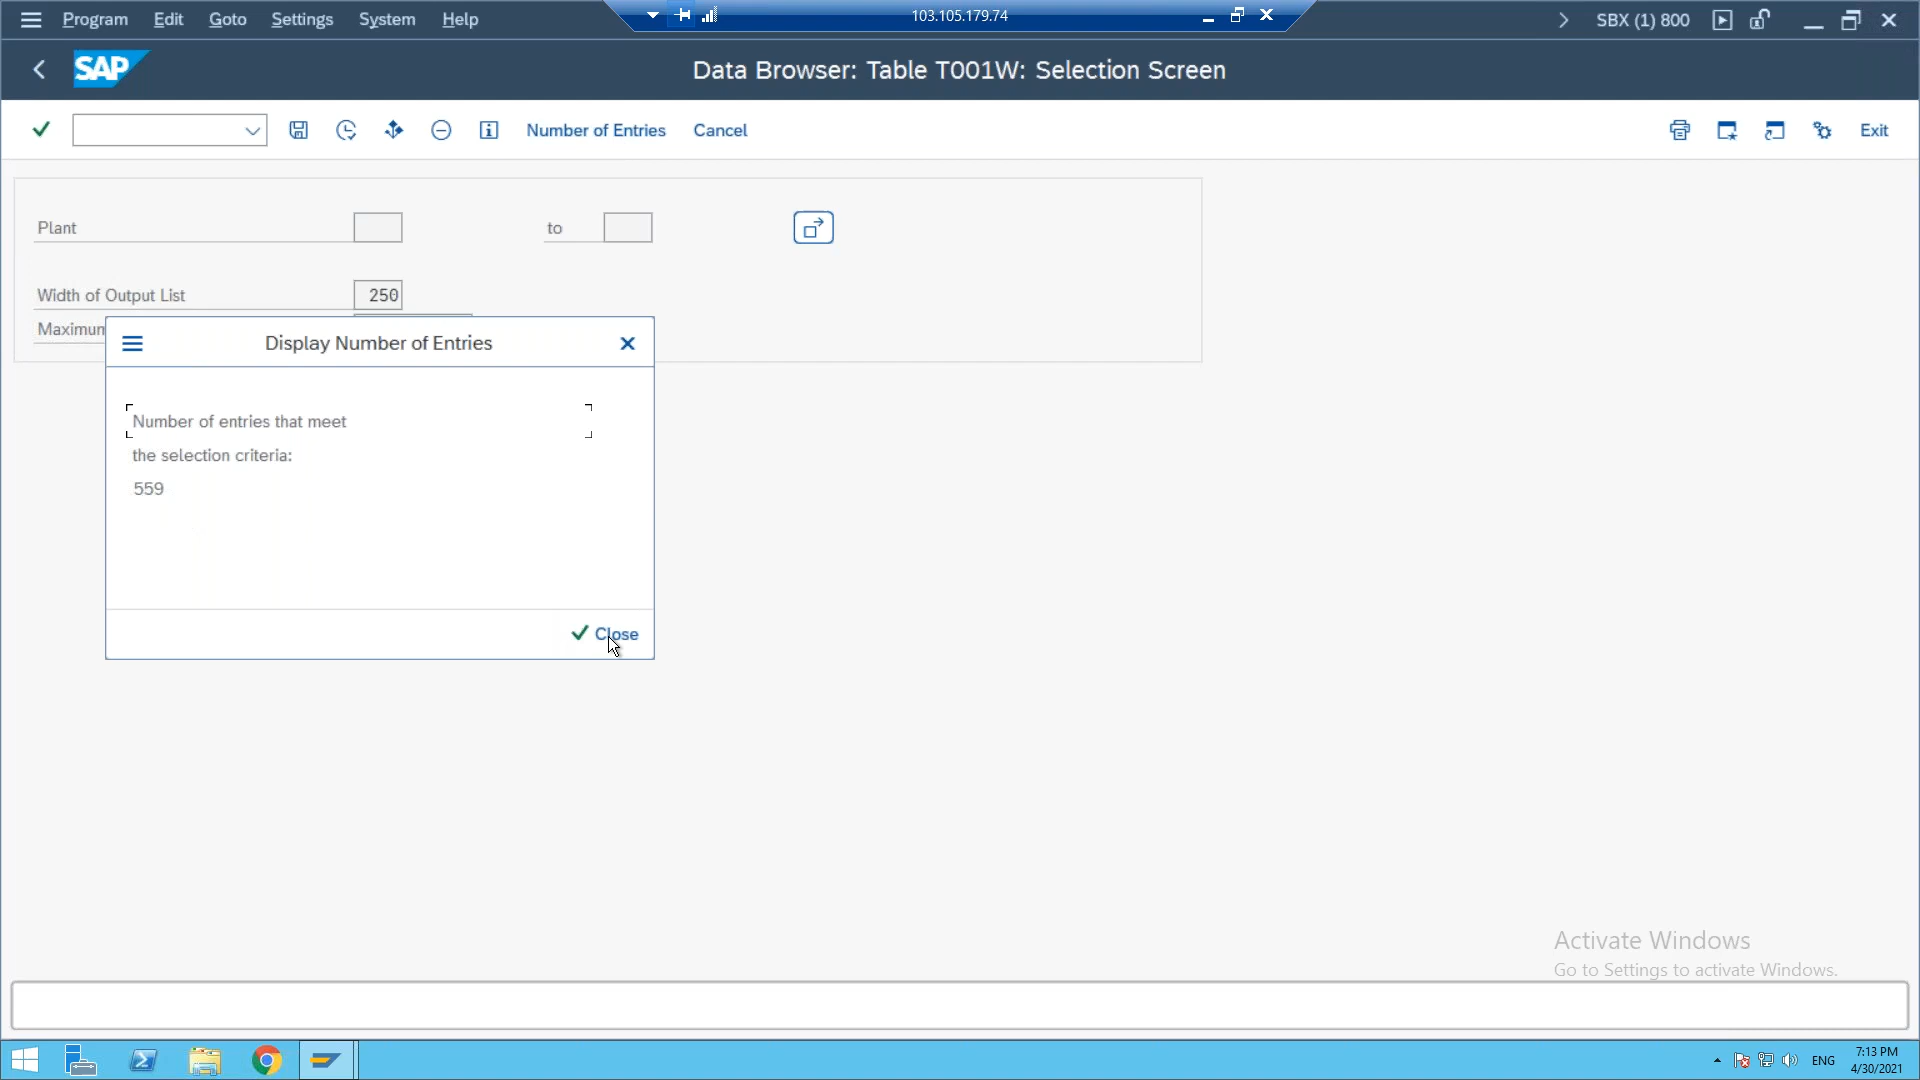 Program Edit Goto Settings System Help
103.105.179.74
SBX (1) 800
SAP
Data Browser: Table T001W: Selection Screen
Number of Entries Cancel
Exit
Plant to
Width of Output List 250
Maximum
Display Number of Entries
Number of entries that meet
the selection criteria:
559
Close
Activate Windows
Go to Settings to activate Windows.
ENG
7:13 PM
4/30/2021